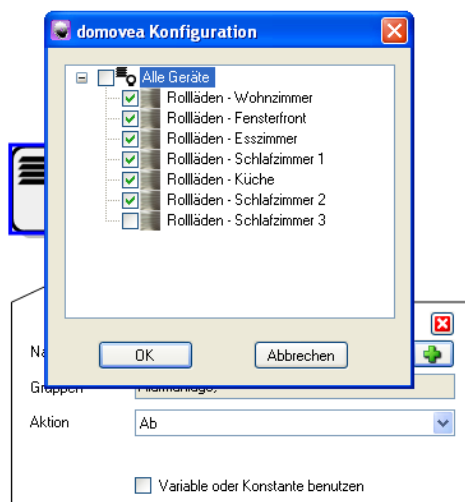 domovea Konfiguration
Alle Geräte
Rollläden - Wohnzimmer
Rollläden - Fensterfront
Rollläden - Esszimmer
Rollläden - Schlafzimmer 1
Rollläden - Küche
Rollläden - Schlafzimmer 2
Rollläden - Schlafzimmer 3
OK
Abbrechen
Gruppen
Aktion
Ab
Variable oder Konstante benutzen